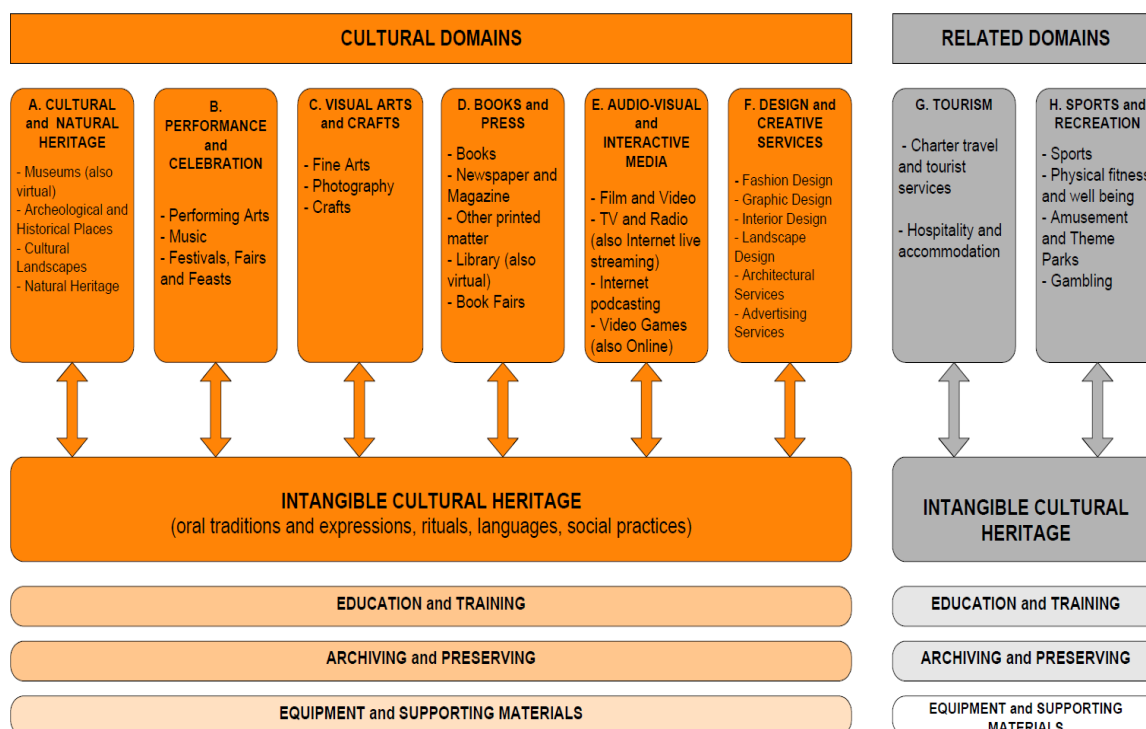 CULTURAL DOMAINS
RELATED DOMAINS
A. CULTURAL
and NATURAL
HERITAGE
- Museums (also
virtual)
- Archeological and
Historical Places
- Cultural
Landscapes
- Natural Heritage
B.
PERFORMANCE
and
CELEBRATION
- Performing Arts
- Music
- Festivals, Fairs
and Feasts
C. VISUAL ARTS
and CRAFTS
- Fine Arts
- Photography
- Crafts
D. BOOKS and
PRESS
- Books
- Newspaper and
Magazine
- Other printed
matter
- Library (also
virtual)
- Book Fairs
E. AUDIO-VISUAL
and
INTERACTIVE
MEDIA
- Film and Video
- TV and Radio
(also Internet live
streaming)
- Internet
podcasting
- Video Games
(also Online)
F. DESIGN and
CREATIVE
SERVICES
- Fashion Design
- Graphic Design
- Interior Design
- Landscape
Design
- Architectural
Services
- Advertising
Services
G. TOURISM
- Charter travel
and tourist
services
- Hospitality and
accommodation
H. SPORTS and
RECREATION
- Sports
- Physical fitness
and well being
- Amusement
and Theme
Parks
- Gambling
INTANGIBLE CULTURAL HERITAGE
(oral traditions and expressions, rituals, languages, social practices)
INTANGIBLE CULTURAL
HERITAGE
EDUCATION and TRAINING
EDUCATION and TRAINING
ARCHIVING and PRESERVING
ARCHIVING and PRESERVING
EQUIPMENT and SUPPORTING MATERIALS
EQUIPMENT and SUPPORTING
MATERIALS